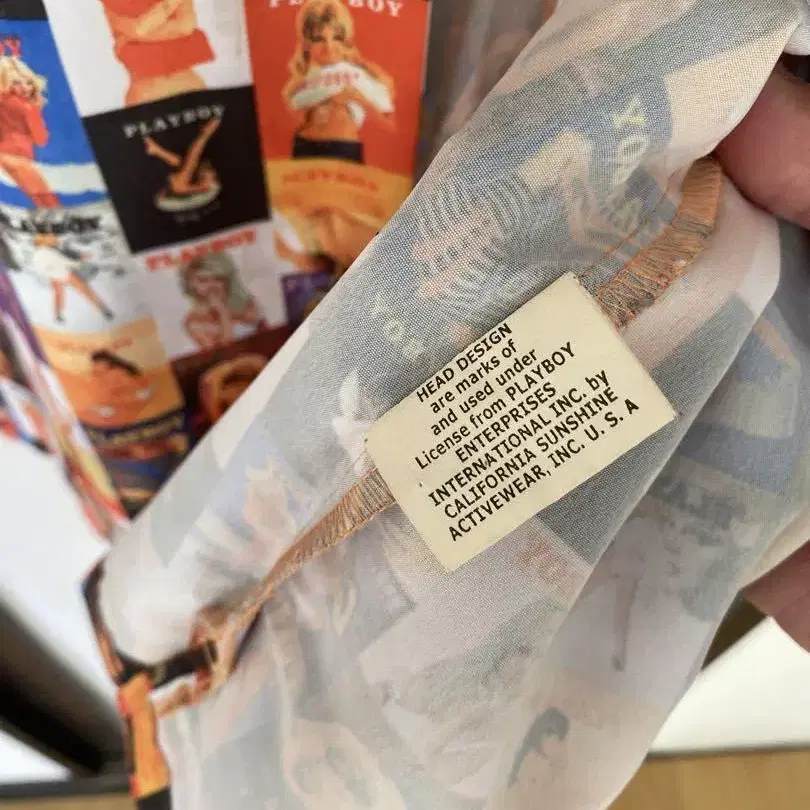 PLAYBOY
PLAYBOY
PLAYBOY
PLAYBOY
HEAD DESIGN
are marks of
and used under
License from PLAYBOY
ENTERPRISES
INTERNATIONAL INC. by
CALIFORNIA SUNSHINE
ACTIVEWEAR, INC. U. S. A